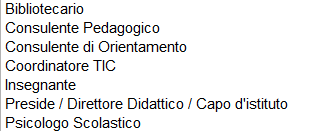 Bibliotecario
Consulente Pedagogico
Consulente di Orientamento
Coordinatore TIC
Insegnante
Preside / Direttore Didattico / Capo d'istituto
Psicologo Scolastico